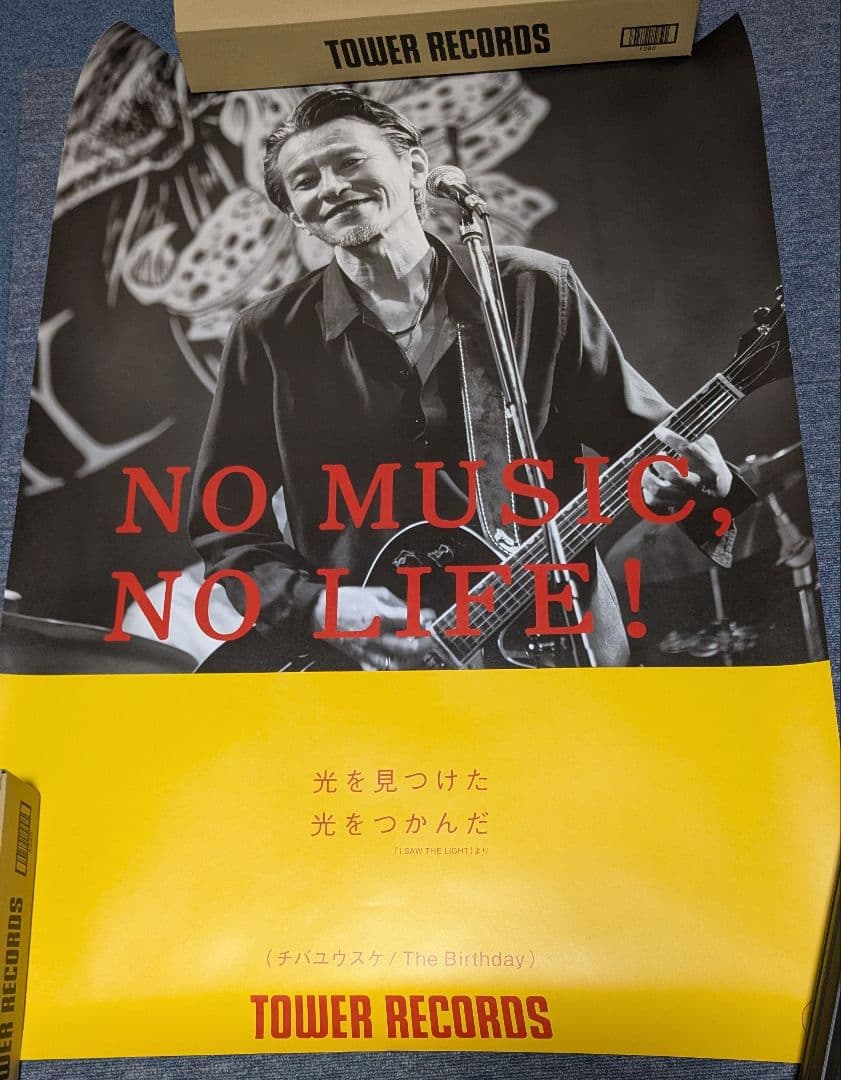 TOWER RECORDS
NO MUSIC,
NO LIFE!
光を見つけた
光をつかんだ
「I SAW THE LIGHT」より
(チバユウスケ/The Birthday)
TOWER RECORDS
WER RECORDS